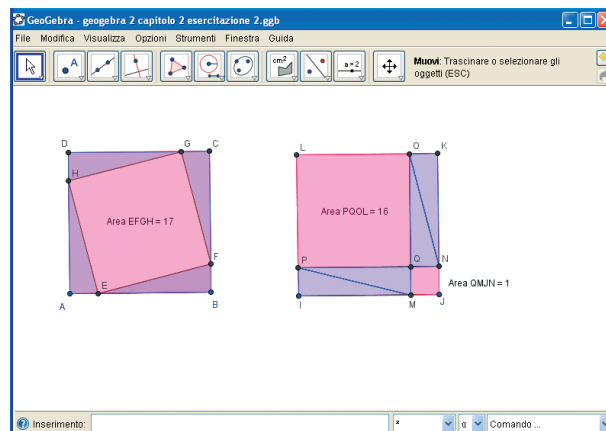 GeoGebra - geogebra 2 capitolo 2 esercitazione 2.ggb
File Modifica Visualizza Opzioni Strumenti Finestra Guida
A
cm²
a = 2
Muovi: Trascinare o selezionare gli
oggetti (ESC)
D G C
H
Area EFGH = 17
F
E
A B
L O K
Area PQOL = 16
P Q N
Area QMJN = 1
I M J
Inserimento:
²
α
Comando ...